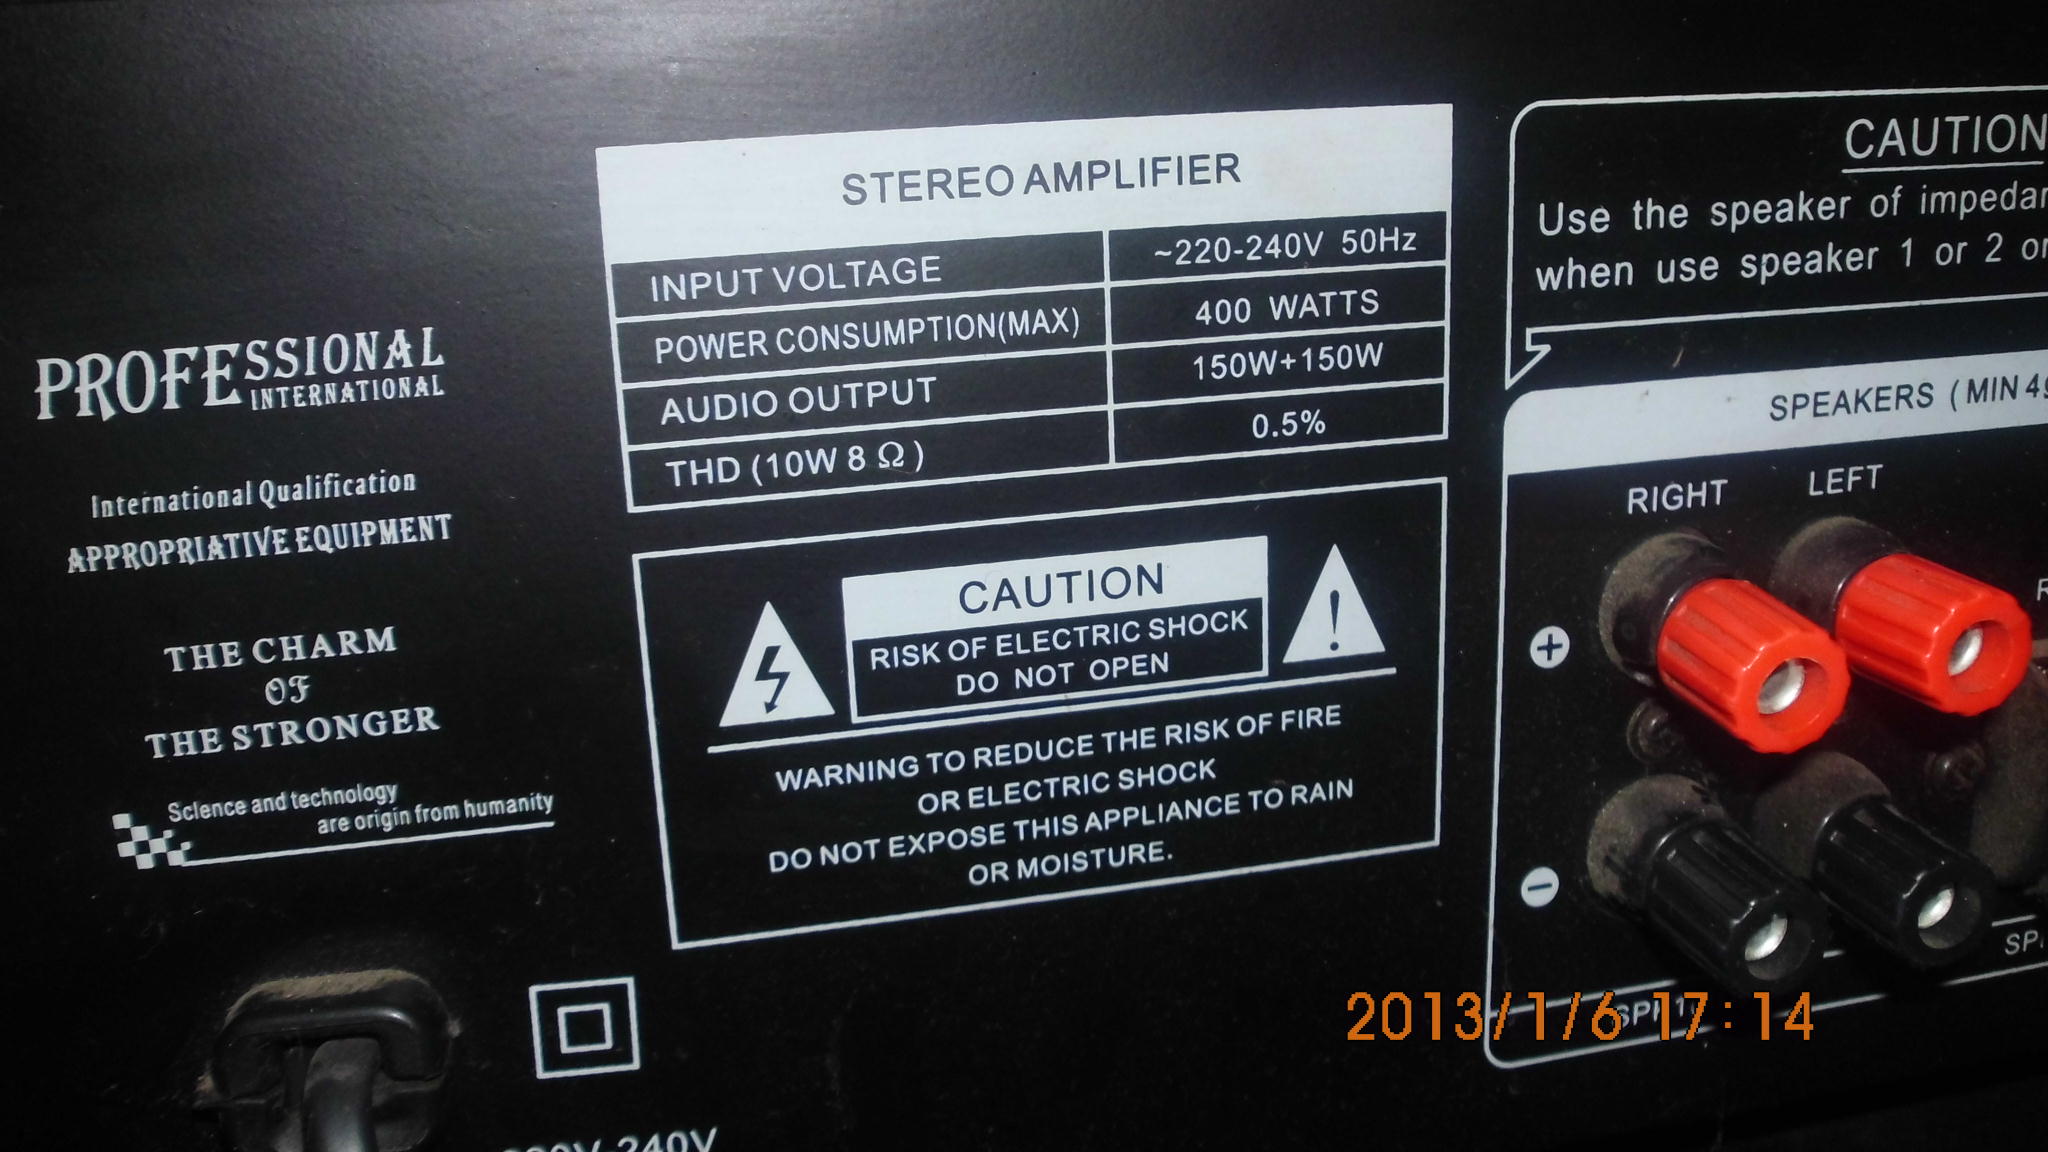 PROFESSIONAL
INTERNATIONAL
International Qualification
APPROPRIATIVE EQUIPMENT
THE CHARM
OF
THE STRONGER
Science and technology
are origin from humanity
STEREO AMPLIFIER
INPUT VOLTAGE ~220-240V 50Hz
POWER CONSUMPTION(MAX) 400 WATTS
AUDIO OUTPUT 150W+150W
THD (10W 8 Ω) 0.5%
CAUTION
RISK OF ELECTRIC SHOCK
DO NOT OPEN
WARNING TO REDUCE THE RISK OF FIRE
OR ELECTRIC SHOCK
DO NOT EXPOSE THIS APPLIANCE TO RAIN
OR MOISTURE.
CAUTION
Use the speaker of
when use speaker 1 or 2
SPEAKERS (MIN
RIGHT LEFT
+
-
2013/1/6 17:14